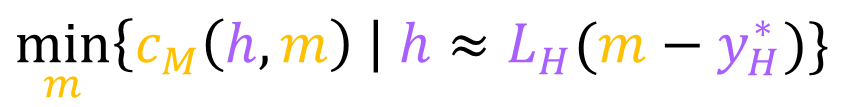 min{c_M(h, m) | h ≈ L_H(m − y_H^*)}
m